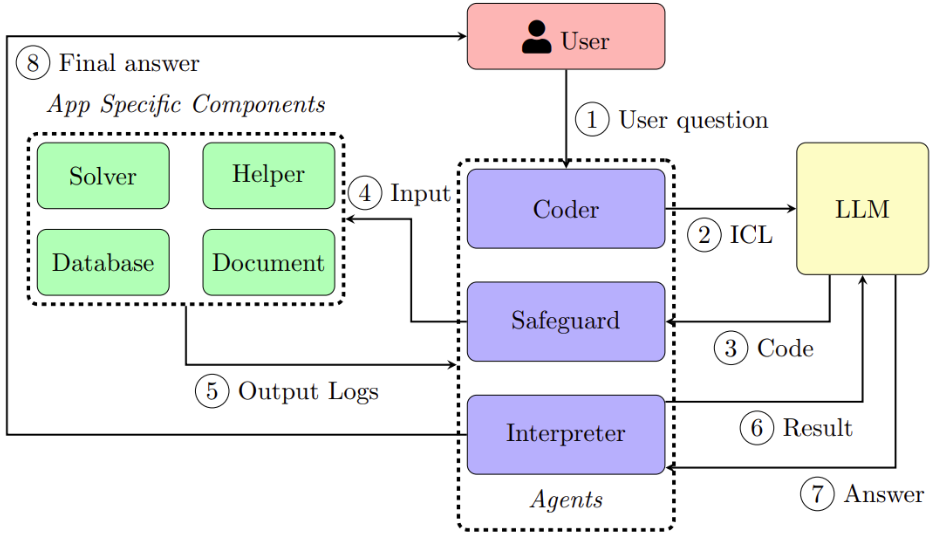 User
8 Final answer
App Specific Components
1 User question
Solver
Helper
4 Input
Coder
LLM
2 ICL
Database
Document
Safeguard
3 Code
5 Output Logs
Interpreter
6 Result
Agents
7 Answer